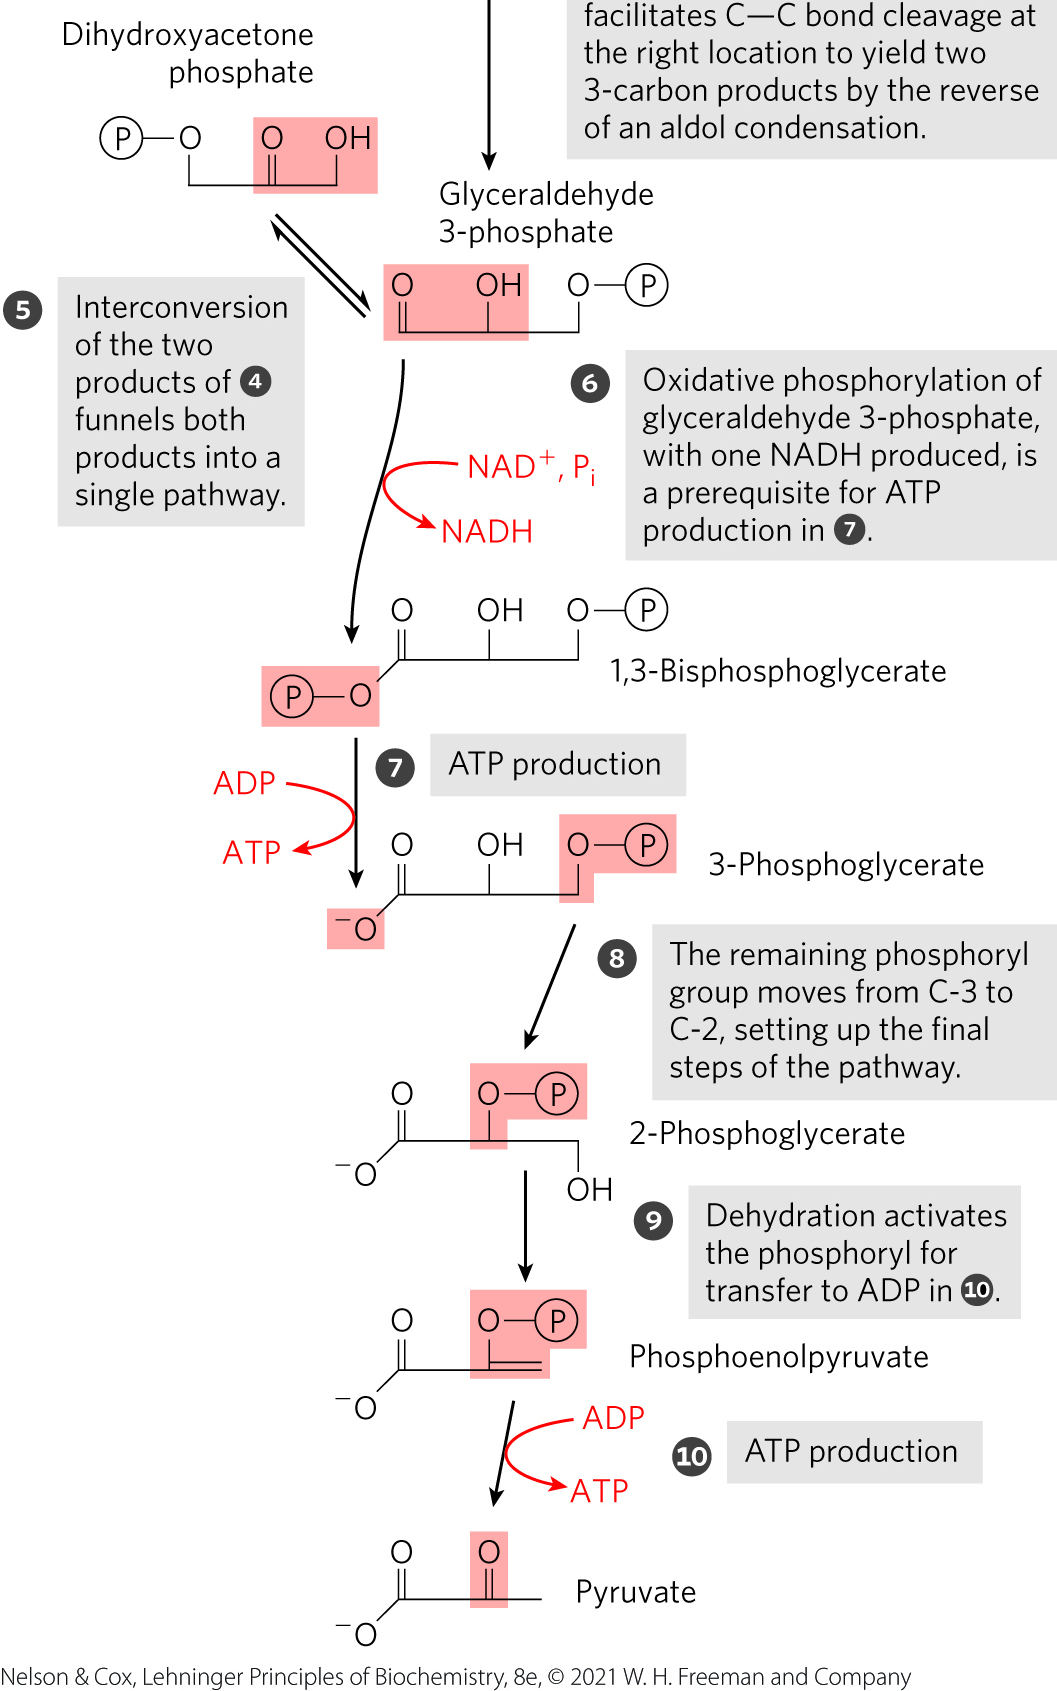 facilitates C—C bond cleavage at
the right location to yield two
3-carbon products by the reverse
of an aldol condensation.
Dihydroxyacetone
phosphate
P O O OH
Glyceraldehyde
3-phosphate
O OH O P
5
Interconversion
of the two
products of 4
funnels both
products into a
single pathway.
6
Oxidative phosphorylation of
glyceraldehyde 3-phosphate,
with one NADH produced, is
a prerequisite for ATP
production in 7.
NAD⁺, Pᵢ
NADH
O OH O P
P O
1,3-Bisphosphoglycerate
7
ATP production
ADP
ATP
O OH O P
⁻O
3-Phosphoglycerate
8
The remaining phosphoryl
group moves from C-3 to
C-2, setting up the final
steps of the pathway.
O O P
⁻O
OH
2-Phosphoglycerate
9
Dehydration activates
the phosphoryl for
transfer to ADP in 10.
O O P
⁻O
Phosphoenolpyruvate
ADP
ATP
10
ATP production
O O
⁻O
Pyruvate
Nelson & Cox, Lehninger Principles of Biochemistry, 8e, © 2021 W. H. Freeman and Company